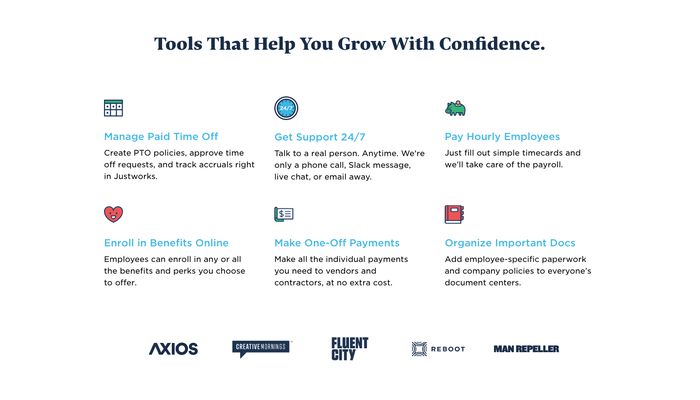 Tools That Help You Grow With Confidence.
24/7
Manage Paid Time Off
Create PTO policies, approve time
off requests, and track accruals right
in Justworks.
Get Support 24/7
Talk to a real person. Anytime. We're
only a phone call, Slack message,
live chat, or email away.
Pay Hourly Employees
Just fill out simple timecards and
we'll take care of the payroll.
$
Enroll in Benefits Online
Employees can enroll in any or all
the benefits and perks you choose
to offer.
Make One-Off Payments
Make all the individual payments
you need to vendors and
contractors, at no extra cost.
Organize Important Docs
Add employee-specific paperwork
and company policies to everyone's
document centers.
AXIOS
CREATIVEMORNINGS
FLUENT
CITY
REBOOT
MAN REPELLER